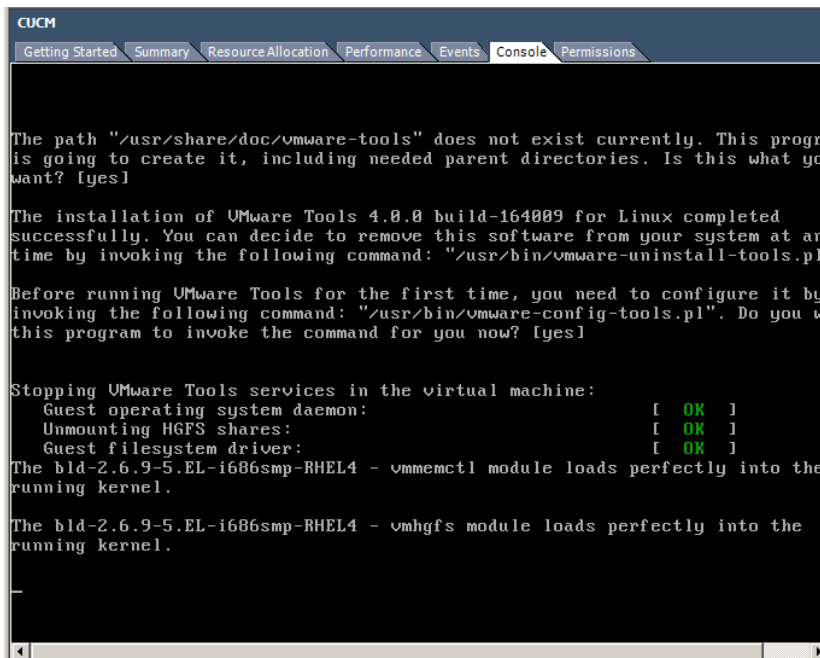 CUCM
Getting Started Summary Resource Allocation Performance Events Console Permissions
The path "/usr/share/doc/vmware-tools" does not exist currently. This progr
is going to create it, including needed parent directories. Is this what yo
want? [yes]
The installation of VMware Tools 4.0.0 build-164009 for Linux completed
successfully. You can decide to remove this software from your system at an
time by invoking the following command: "/usr/bin/vmware-uninstall-tools.pl
Before running VMware Tools for the first time, you need to configure it by
invoking the following command: "/usr/bin/vmware-config-tools.pl". Do you w
this program to invoke the command for you now? [yes]
Stopping VMware Tools services in the virtual machine:
Guest operating system daemon: [ OK ]
Unmounting HGFS shares: [ OK ]
Guest filesystem driver: [ OK ]
The bld-2.6.9-5.EL-i686smp-RHEL4 - vmmemctl module loads perfectly into the
running kernel.
The bld-2.6.9-5.EL-i686smp-RHEL4 - vmhgfs module loads perfectly into the
running kernel.